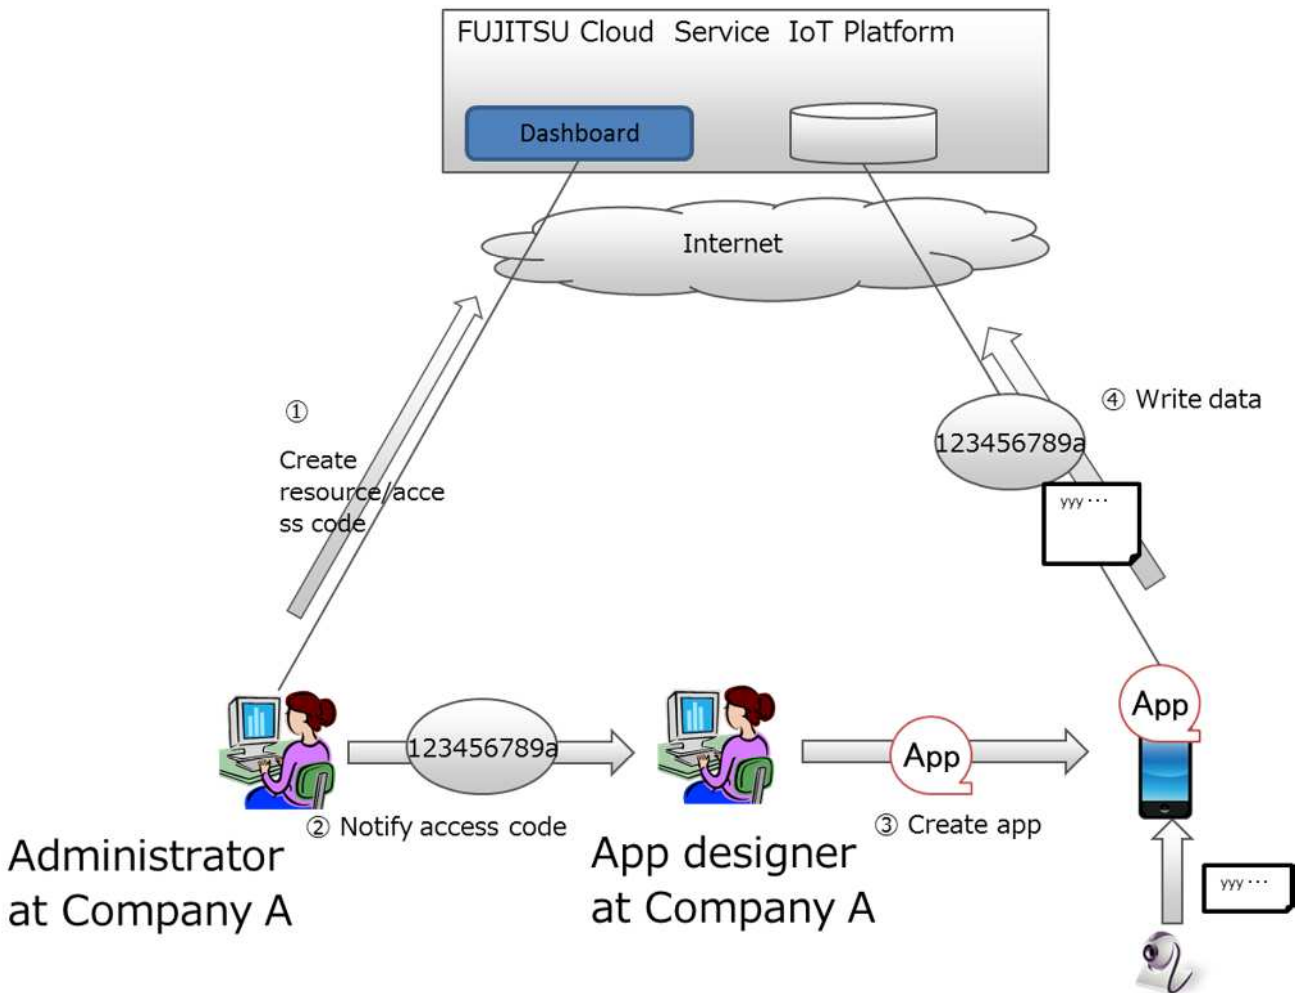 FUJITSU Cloud Service IoT Platform
Dashboard
Internet
①
Create
resource/acce
ss code
④ Write data
123456789a
yyy・・・
App
123456789a
App
② Notify access code
③ Create app
Administrator
at Company A
App designer
at Company A
yyy・・・